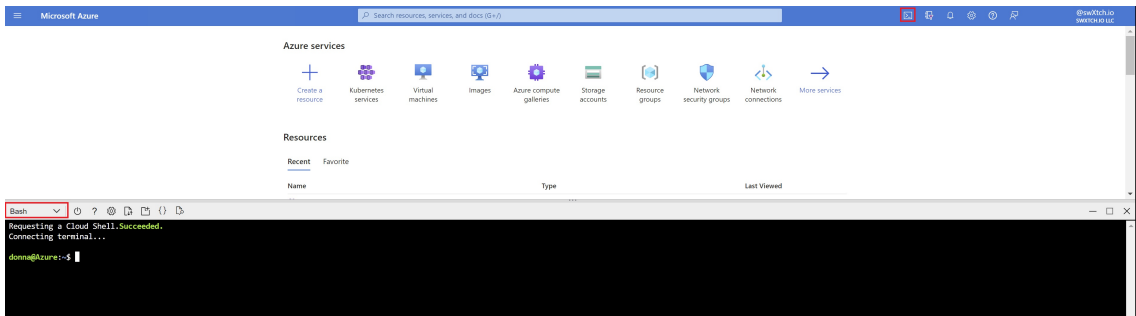 Microsoft Azure
Search resources, services, and docs (G+/)
@swXtch.io
SWXTCH.IO LLC
Azure services
Create a resource
Kubernetes services
Virtual machines
Images
Azure compute galleries
Storage accounts
Resource groups
Network security groups
Network connections
More services
Resources
Recent Favorite
Name Type Last Viewed
Bash
Requesting a Cloud Shell.Succeeded.
Connecting terminal...
donna@Azure:~$